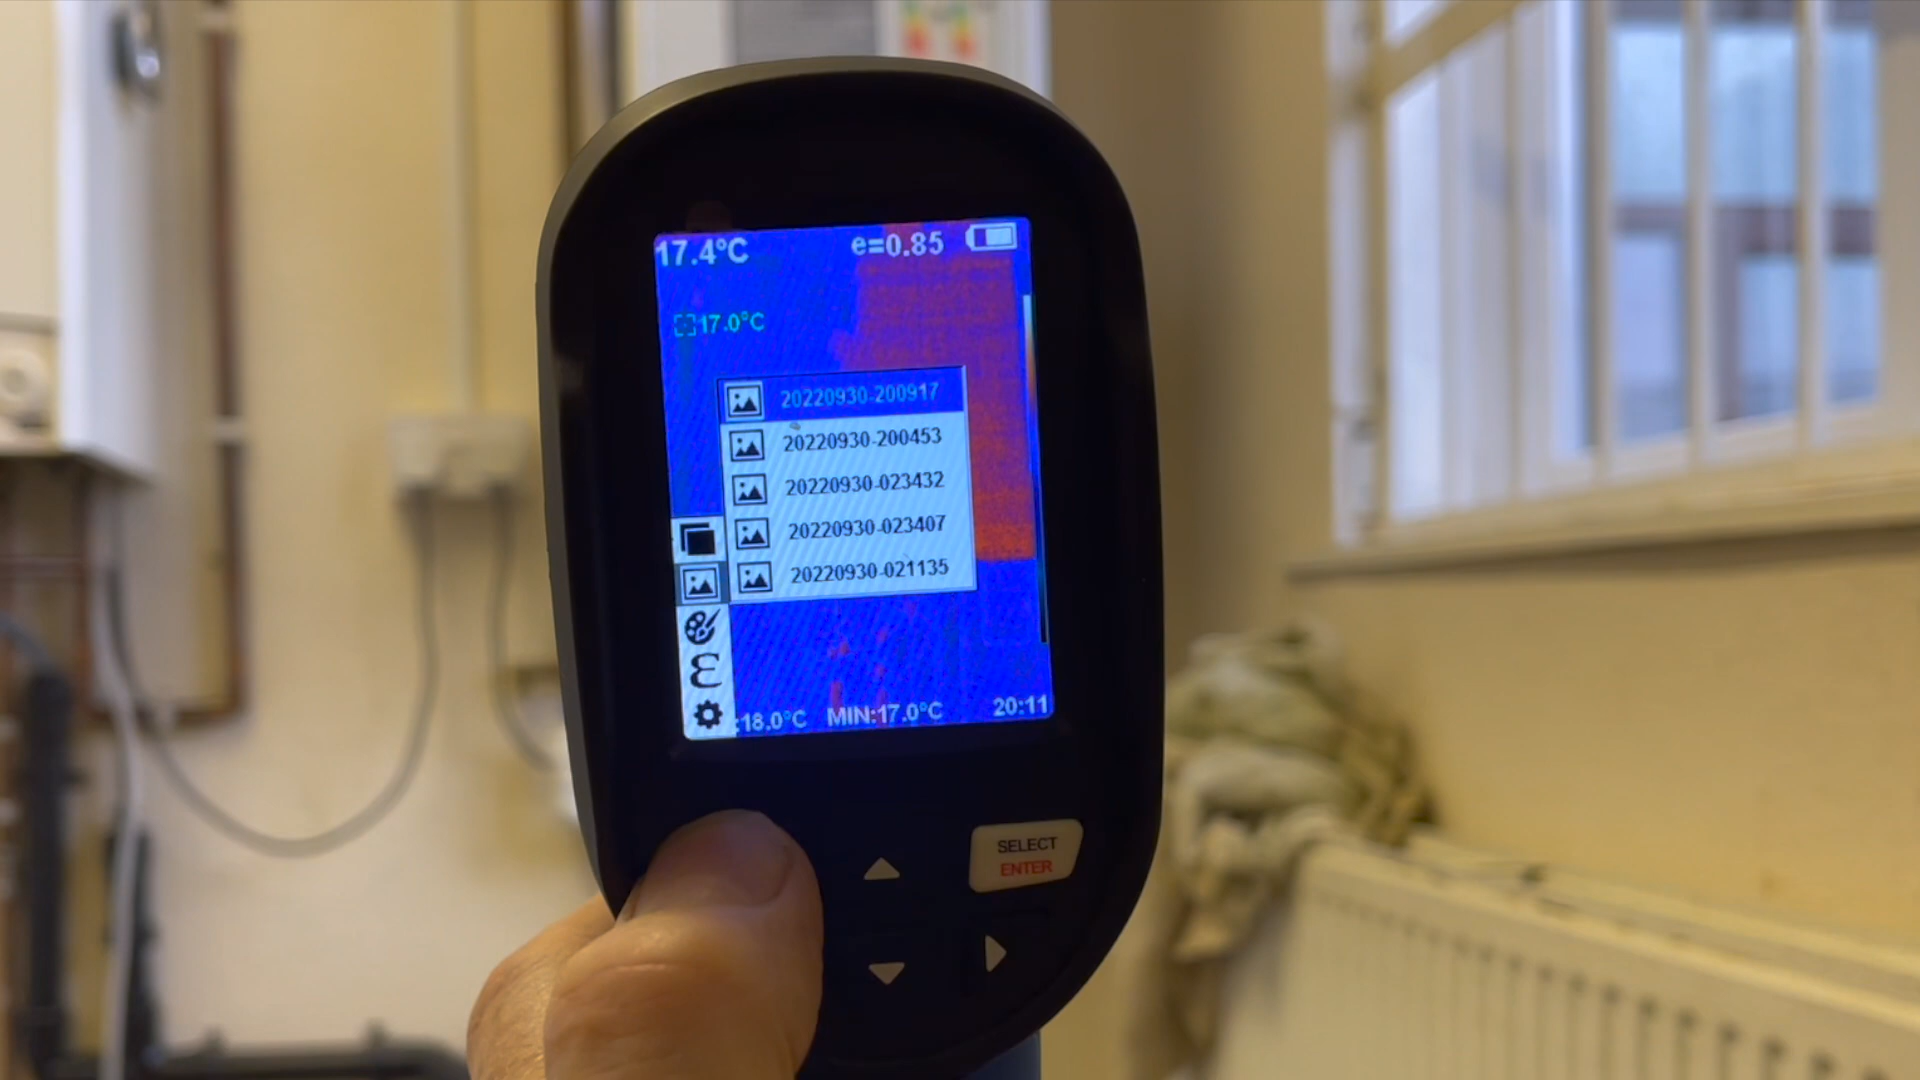 17.4°C e=0.85
17.0°C
20220930-200917
20220930-200453
20220930-023432
20220930-023407
20220930-021135
ε
:18.0°C MIN:17.0°C 20:11
SELECT
ENTER